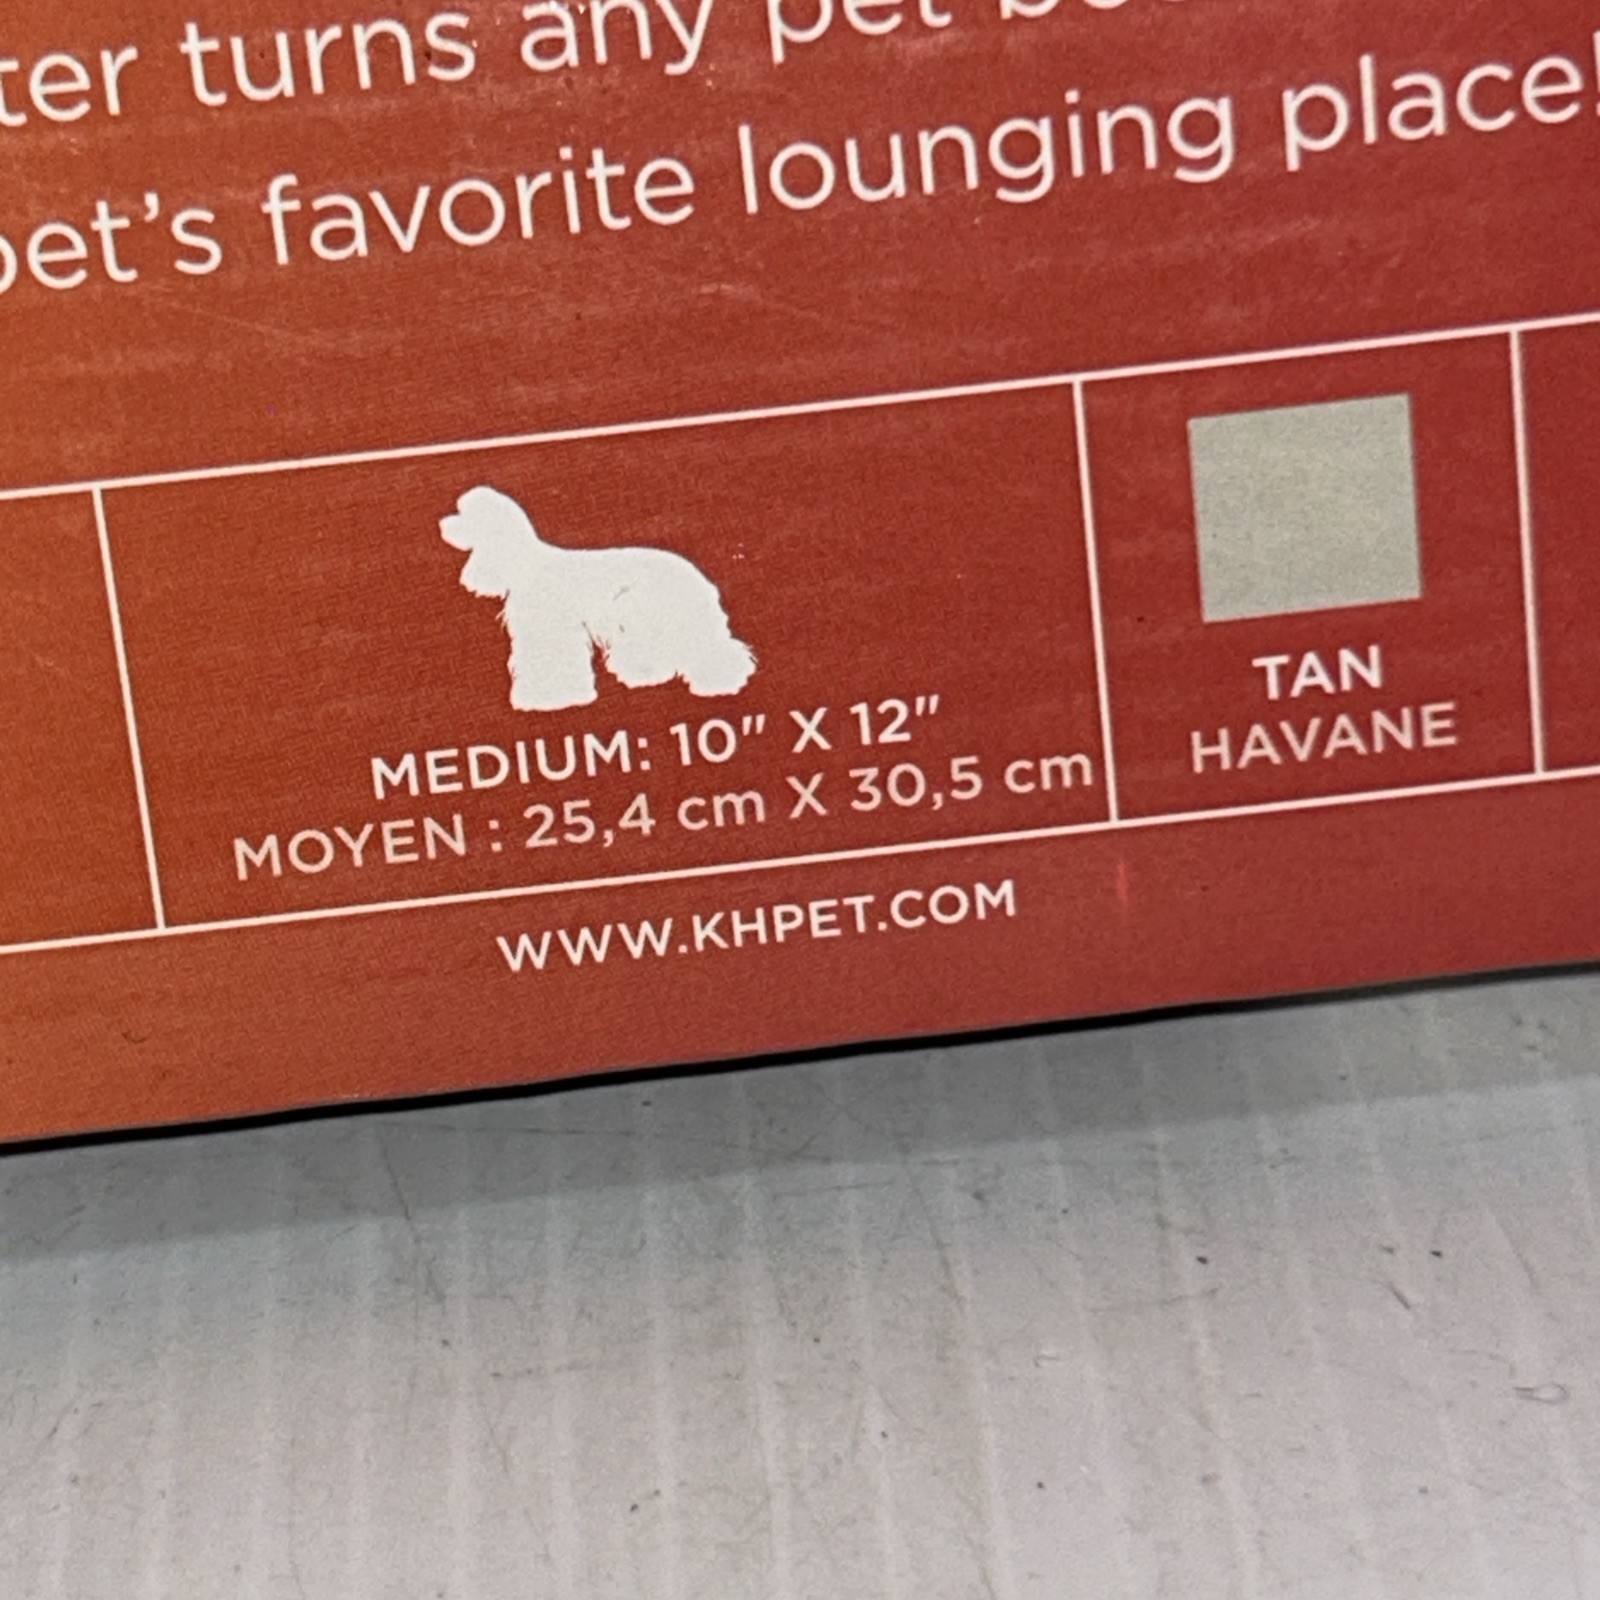 ter turns any pet
pet's favorite lounging place!
MEDIUM: 10" X 12"
MOYEN : 25,4 cm X 30,5 cm
TAN
HAVANE
WWW.KHPET.COM